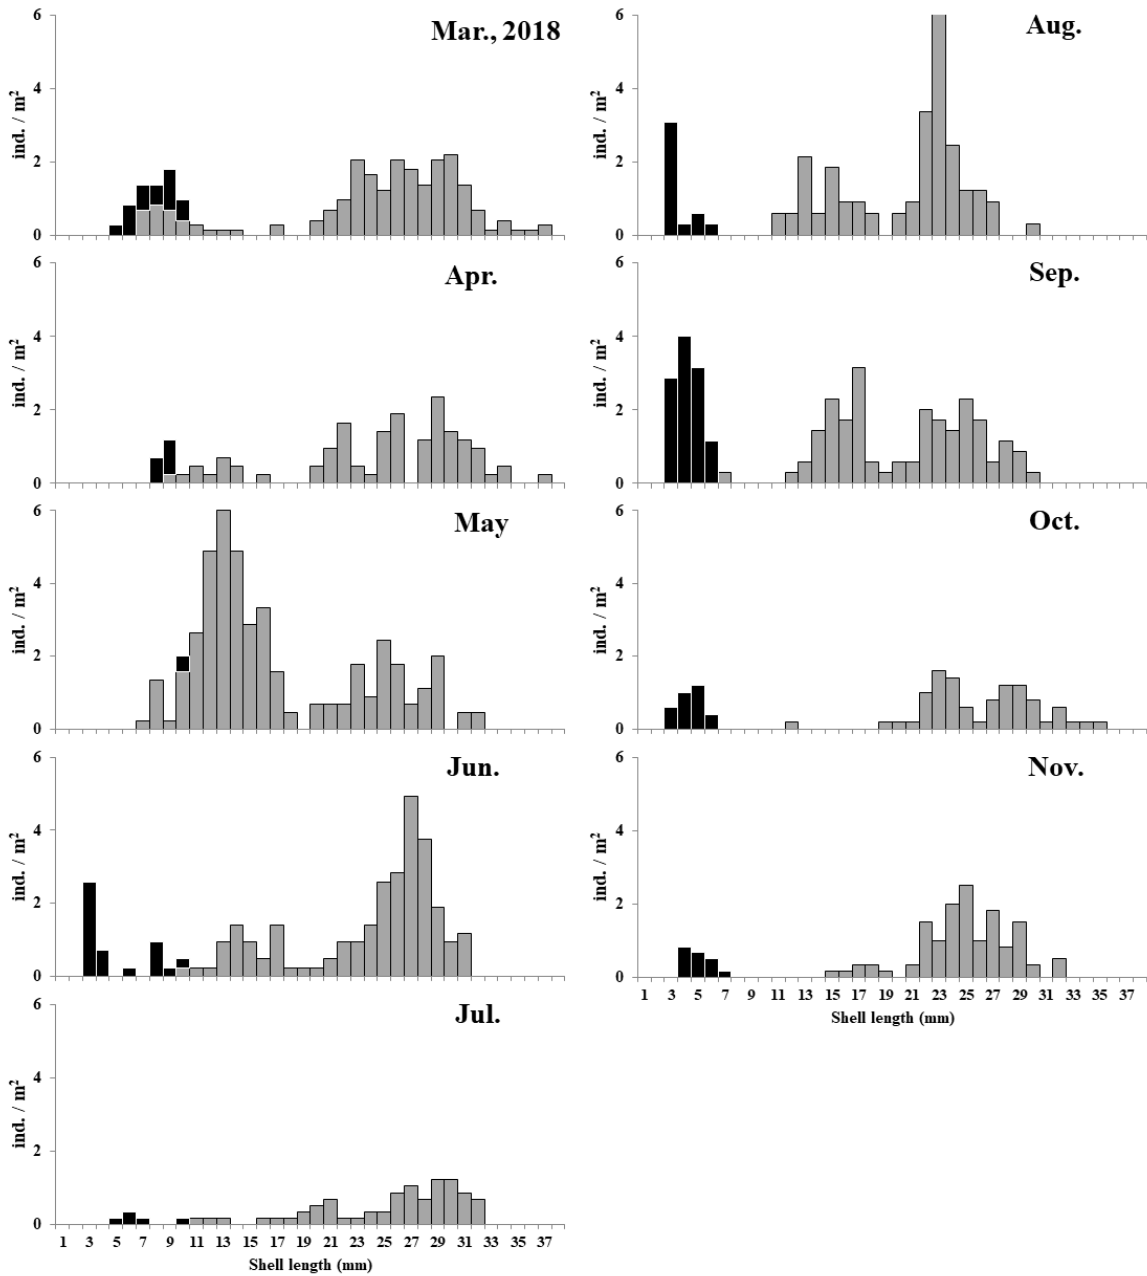 Mar., 2018
6
4
2
0
ind. / m²
Apr.
6
4
2
0
ind. / m²
May
6
4
2
0
ind. / m²
Jun.
6
4
2
0
ind. / m²
Jul.
6
4
2
0
ind. / m²
1 3 5 7 9 11 13 15 17 19 21 23 25 27 29 31 33 35 37
Shell length (mm)
Aug.
6
4
2
0
ind. / m²
Sep.
6
4
2
0
ind. / m²
Oct.
6
4
2
0
ind. / m²
Nov.
6
4
2
0
ind. / m²
1 3 5 7 9 11 13 15 17 19 21 23 25 27 29 31 33 35 37
Shell length (mm)